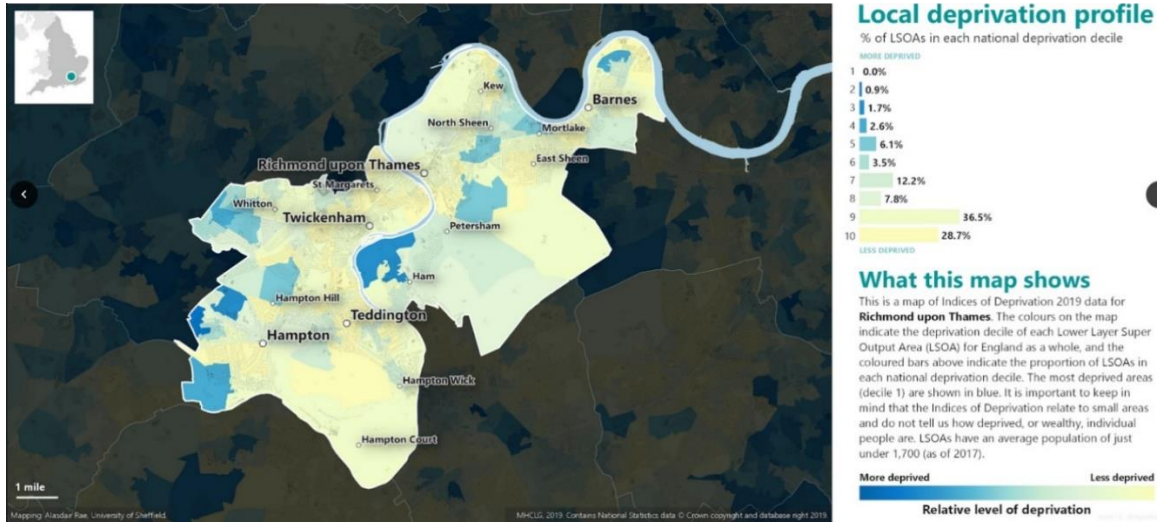 Kew
Barnes
North Sheen
Mortlake
East Sheen
Richmond upon Thames
St Margarets
Whitton
Twickenham
Petersham
Ham
Hampton Hill
Teddington
Hampton
Hampton Wick
Hampton Court
1 mile
Mapping: Alasdair Rae, University of Sheffield.
MHCLG, 2019. Contains National Statistics data © Crown copyright and database right 2019.
Local deprivation profile
% of LSOAs in each national deprivation decile
MORE DEPRIVED
1 0.0%
2 0.9%
3 1.7%
4 2.6%
5 6.1%
6 3.5%
7 12.2%
8 7.8%
9 36.5%
10 28.7%
LESS DEPRIVED
What this map shows
This is a map of Indices of Deprivation 2019 data for
Richmond upon Thames. The colours on the map
indicate the deprivation decile of each Lower Layer Super
Output Area (LSOA) for England as a whole, and the
coloured bars above indicate the proportion of LSOAs in
each national deprivation decile. The most deprived areas
(decile 1) are shown in blue. It is important to keep in
mind that the Indices of Deprivation relate to small areas
and do not tell us how deprived, or wealthy, individual
people are. LSOAs have an average population of just
under 1,700 (as of 2017).
More deprived Less deprived
Relative level of deprivation